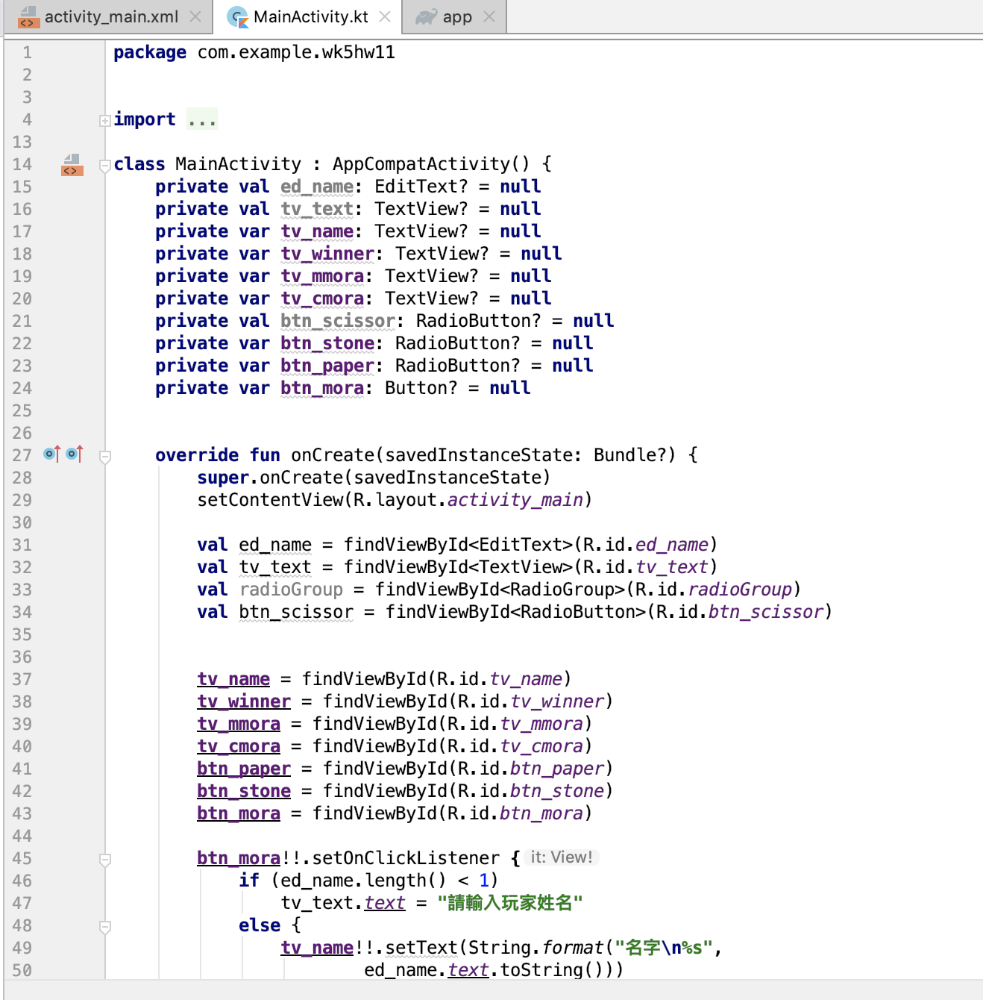 activity_main.xml MainActivity.kt app
1 package com.example.wk5hw11
2
3
4 import ...
13
14 class MainActivity : AppCompatActivity() {
15 private val ed_name: EditText? = null
16 private val tv_text: TextView? = null
17 private var tv_name: TextView? = null
18 private var tv_winner: TextView? = null
19 private var tv_mmora: TextView? = null
20 private var tv_cmora: TextView? = null
21 private val btn_scissor: RadioButton? = null
22 private var btn_stone: RadioButton? = null
23 private var btn_paper: RadioButton? = null
24 private var btn_mora: Button? = null
25
26
27 override fun onCreate(savedInstanceState: Bundle?) {
28 super.onCreate(savedInstanceState)
29 setContentView(R.layout.activity_main)
30
31 val ed_name = findViewById<EditText>(R.id.ed_name)
32 val tv_text = findViewById<TextView>(R.id.tv_text)
33 val radioGroup = findViewById<RadioGroup>(R.id.radioGroup)
34 val btn_scissor = findViewById<RadioButton>(R.id.btn_scissor)
35
36
37 tv_name = findViewById(R.id.tv_name)
38 tv_winner = findViewById(R.id.tv_winner)
39 tv_mmora = findViewById(R.id.tv_mmora)
40 tv_cmora = findViewById(R.id.tv_cmora)
41 btn_paper = findViewById(R.id.btn_paper)
42 btn_stone = findViewById(R.id.btn_stone)
43 btn_mora = findViewById(R.id.btn_mora)
44
45 btn_mora!!.setOnClickListener { it: View!
46 if (ed_name.length() < 1)
47 tv_text.text = "請輸入玩家姓名"
48 else {
49 tv_name!!.setText(String.format("名字\n%s",
50 ed_name.text.toString()))